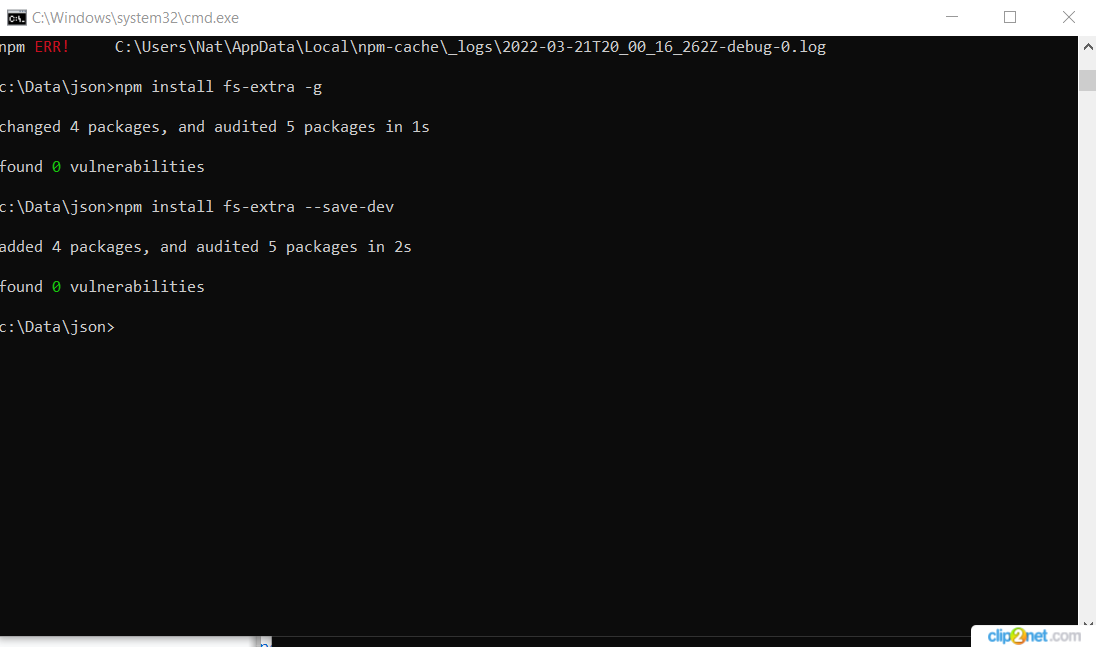 C:\Windows\system32\cmd.exe
npm ERR!     C:\Users\Nat\AppData\Local\npm-cache\_logs\2022-03-21T20_00_16_262Z-debug-0.log
c:\Data\json>npm install fs-extra -g
changed 4 packages, and audited 5 packages in 1s
found 0 vulnerabilities
c:\Data\json>npm install fs-extra --save-dev
added 4 packages, and audited 5 packages in 2s
found 0 vulnerabilities
c:\Data\json>
clip2net.com